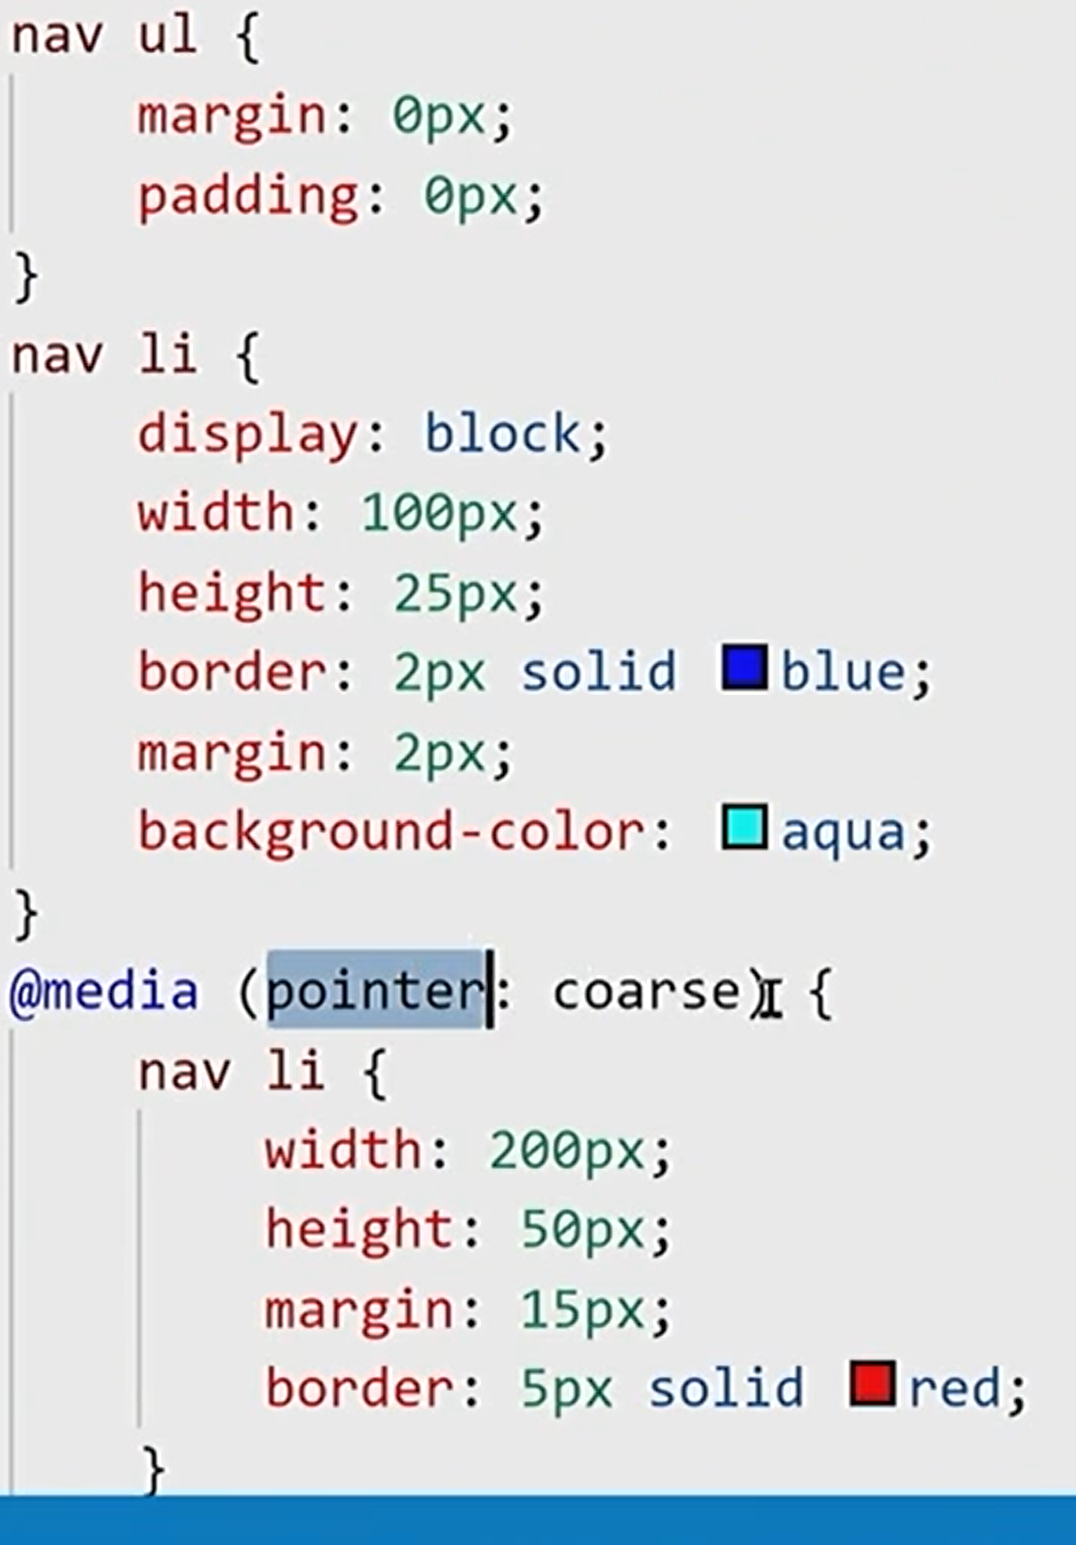 nav ul {
    margin: 0px;
    padding: 0px;
}
nav li {
    display: block;
    width: 100px;
    height: 25px;
    border: 2px solid blue;
    margin: 2px;
    background-color: aqua;
}
@media (pointer: coarse) {
    nav li {
        width: 200px;
        height: 50px;
        margin: 15px;
        border: 5px solid red;
    }